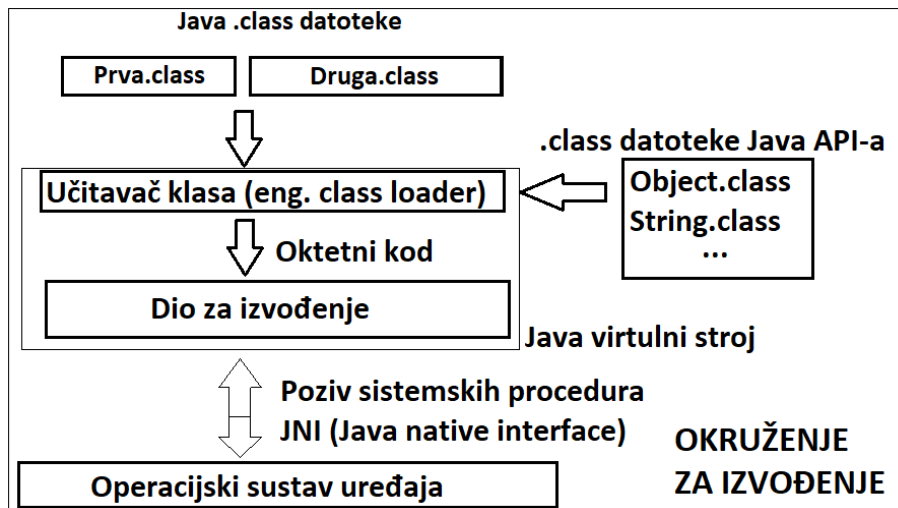 Java .class datoteke
Prva.class
Druga.class
.class datoteke Java API-a
Učitavač klasa (eng. class loader)
Object.class
String.class
...
Oktetni kod
Dio za izvođenje
Java virtulni stroj
Poziv sistemskih procedura
JNI (Java native interface)
Operacijski sustav uređaja
OKRUŽENJE
ZA IZVOĐENJE